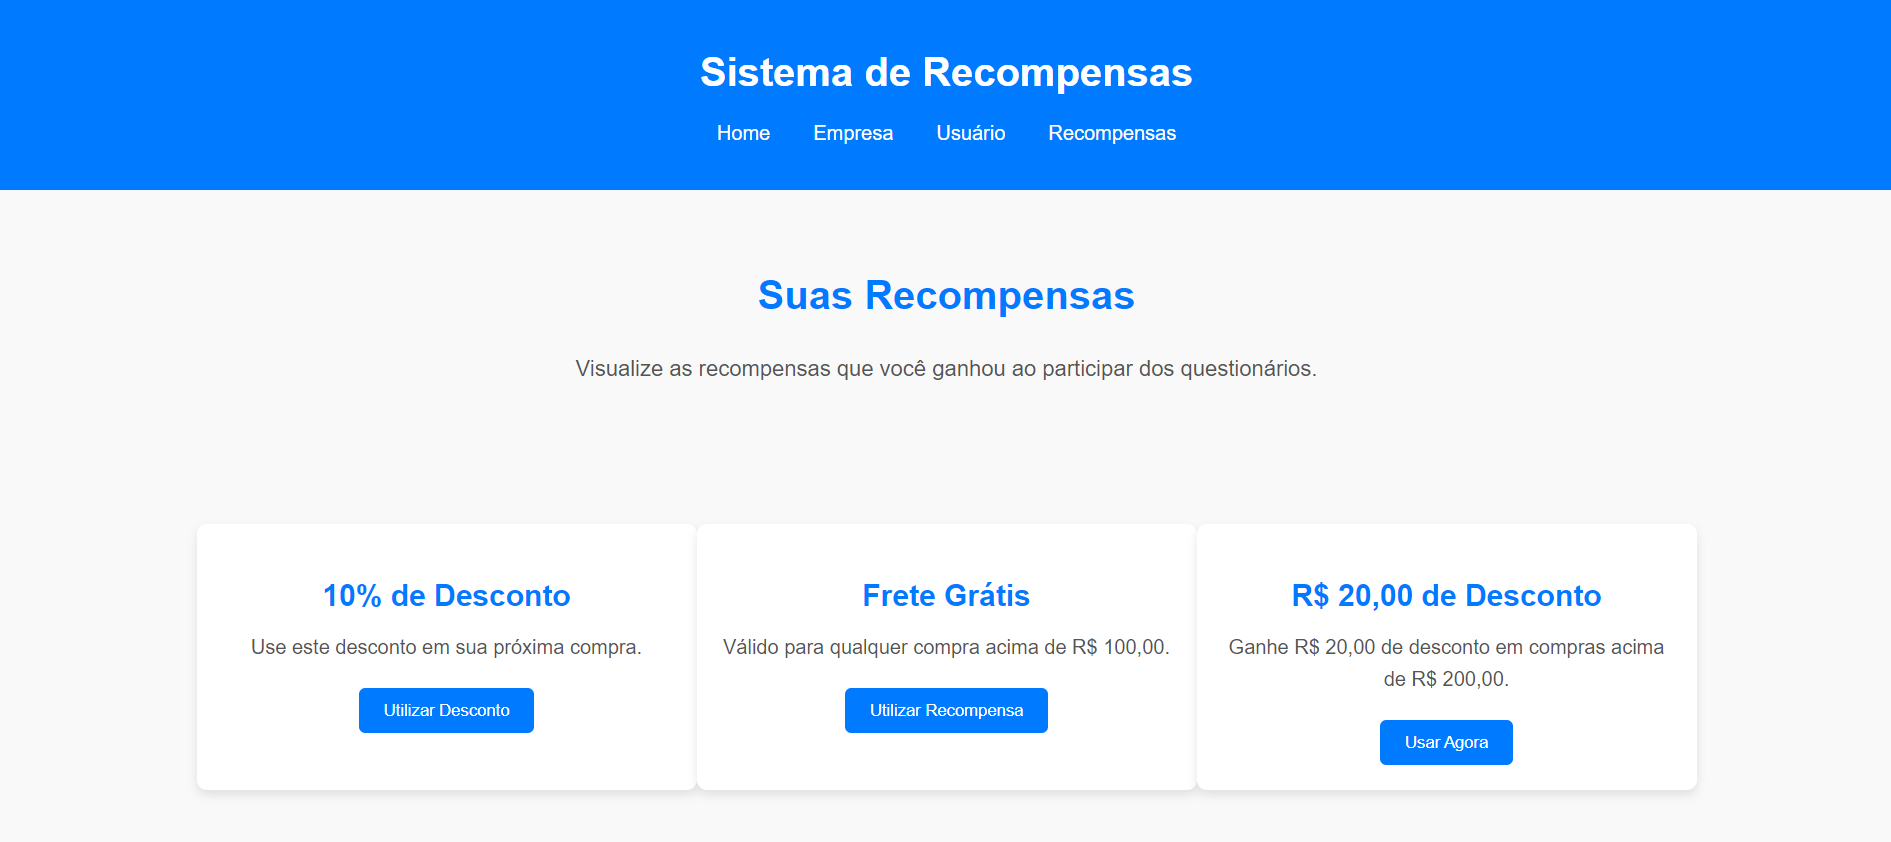 Sistema de Recompensas
Home Empresa Usuário Recompensas
Suas Recompensas
Visualize as recompensas que você ganhou ao participar dos questionários.
10% de Desconto
Use este desconto em sua próxima compra.
Utilizar Desconto
Frete Grátis
Válido para qualquer compra acima de R$ 100,00.
Utilizar Recompensa
R$ 20,00 de Desconto
Ganhe R$ 20,00 de desconto em compras acima
de R$ 200,00.
Usar Agora